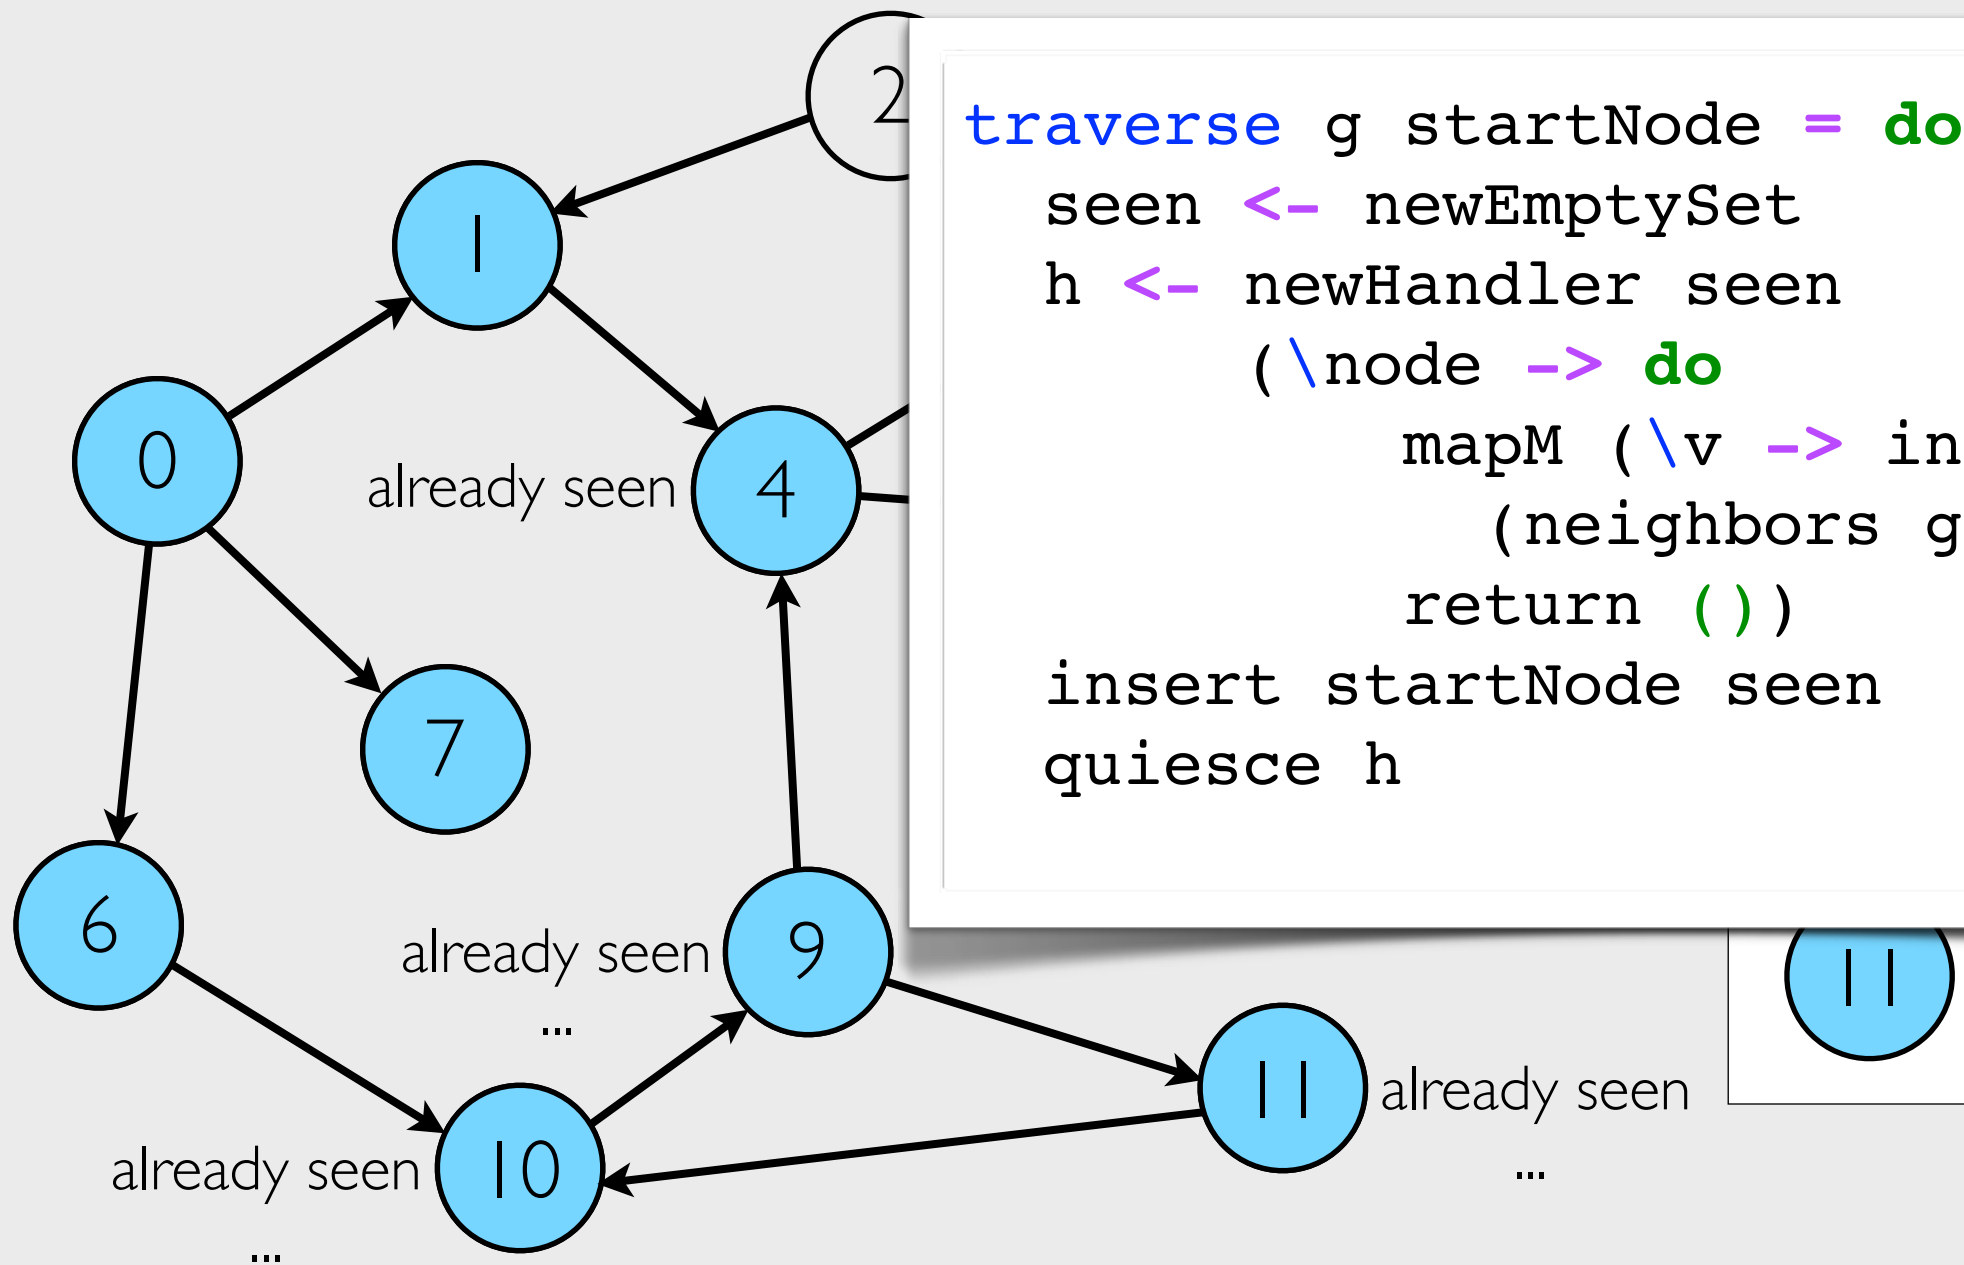 2
traverse g startNode = do
seen <- newEmptySet
h <- newHandler seen
(\node -> do
mapM (\v -> in
(neighbors g
return ())
insert startNode seen
quiesce h
1
0
already seen 4
7
6
already seen 9
...
11
11 already seen
...
already seen 10
...